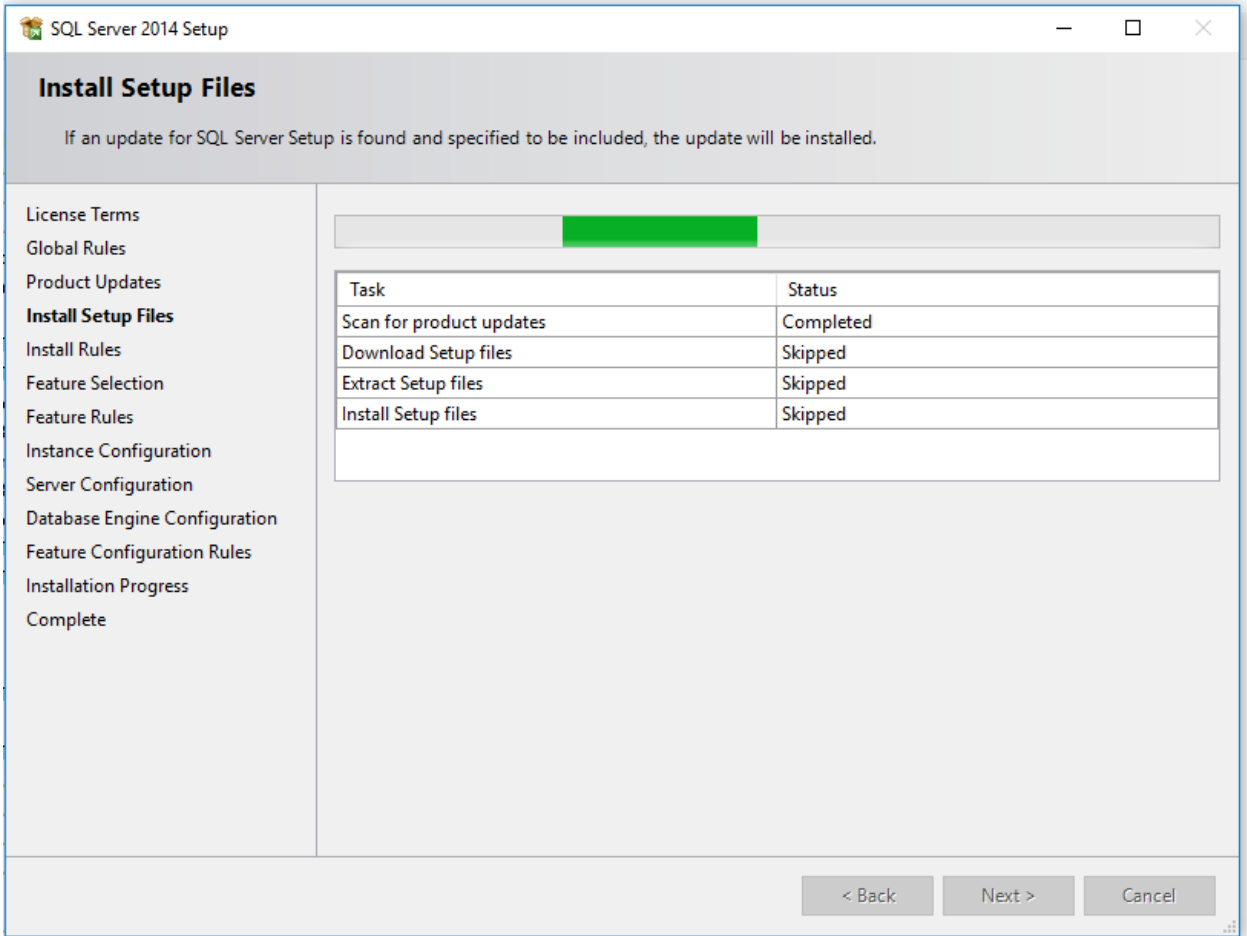 SQL Server 2014 Setup
Install Setup Files
If an update for SQL Server Setup is found and specified to be included, the update will be installed.
License Terms
Global Rules
Product Updates
Install Setup Files
Install Rules
Feature Selection
Feature Rules
Instance Configuration
Server Configuration
Database Engine Configuration
Feature Configuration Rules
Installation Progress
Complete
Task Status
Scan for product updates Completed
Download Setup files Skipped
Extract Setup files Skipped
Install Setup files Skipped
< Back Next > Cancel